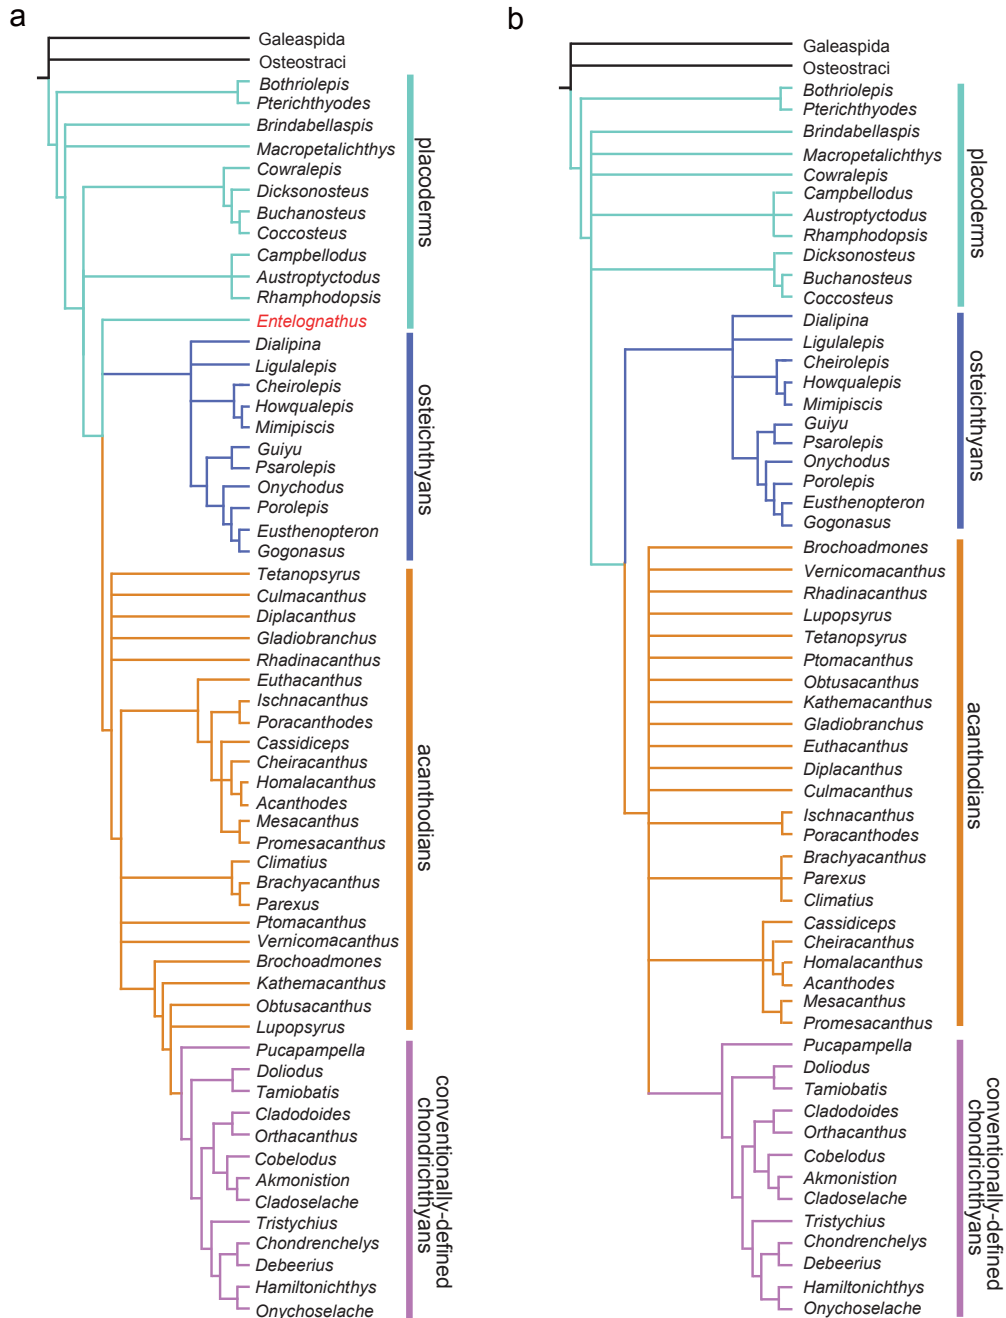 a
Galeaspida
Osteostraci
Bothriolepis
Pterichthyodes
Brindabellaspis
Macropetalichthys
Cowralepis
Dicksonosteus
Buchanosteus
Coccosteus
Campbellodus
Austroptyctodus
Rhamphodopsis
Entelognathus
placoderms
Dialipina
Ligulalepis
Cheirolepis
Howqualepis
Mimipiscis
Guiyu
Psarolepis
Onychodus
Porolepis
Eusthenopteron
Gogonasus
osteichthyans
Tetanopsyrus
Culmacanthus
Diplacanthus
Gladiobranchus
Rhadinacanthus
Euthacanthus
Ischnacanthus
Poracanthodes
Cassidiceps
Cheiracanthus
Homalacanthus
Acanthodes
Mesacanthus
Promesacanthus
Climatius
Brachyacanthus
Parexus
Ptomacanthus
Vernicomacanthus
Brochoadmones
Kathemacanthus
Obtusacanthus
Lupopsyrus
acanthodians
Pucapampella
Doliodus
Tamiobatis
Cladodoides
Orthacanthus
Cobelodus
Akmonistion
Cladoselache
Tristychius
Chondrenchelys
Debeerius
Hamiltonichthys
Onychoselache
conventionally-defined
chondrichthyans
b
Galeaspida
Osteostraci
Bothriolepis
Pterichthyodes
Brindabellaspis
Macropetalichthys
Cowralepis
Campbellodus
Austroptyctodus
Rhamphodopsis
Dicksonosteus
Buchanosteus
Coccosteus
placoderms
Dialipina
Ligulalepis
Cheirolepis
Howqualepis
Mimipiscis
Guiyu
Psarolepis
Onychodus
Porolepis
Eusthenopteron
Gogonasus
osteichthyans
Brochoadmones
Vernicomacanthus
Rhadinacanthus
Lupopsyrus
Tetanopsyrus
Ptomacanthus
Obtusacanthus
Kathemacanthus
Gladiobranchus
Euthacanthus
Diplacanthus
Culmacanthus
Ischnacanthus
Poracanthodes
Brachyacanthus
Parexus
Climatius
Cassidiceps
Cheiracanthus
Homalacanthus
Acanthodes
Mesacanthus
Promesacanthus
acanthodians
Pucapampella
Doliodus
Tamiobatis
Cladodoides
Orthacanthus
Cobelodus
Akmonistion
Cladoselache
Tristychius
Chondrenchelys
Debeerius
Hamiltonichthys
Onychoselache
conventionally-defined
chondrichthyans